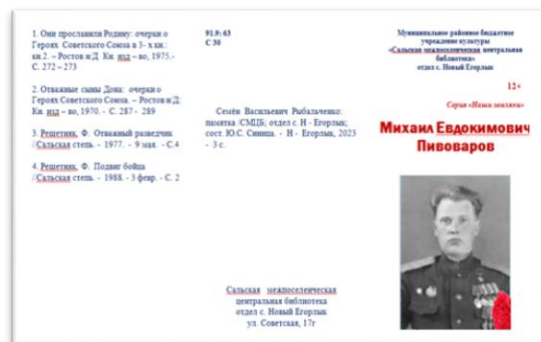 1. Они прославили Родину: очерки о
Героях Советского Союза в 3- х кн.:
кн.2. – Ростов н/Д: Кн. изд – во, 1975.-
С. 272 – 273
2. Отважные сыны Дона: очерки о
Героях Советского Союза. – Ростов н/Д:
Кн. изд – во, 1970. - С. 287 - 289
3. Решетняк, Ф. Отважный разведчик
//Сальская степь. - 1977. - 9 мая. - С.4
4. Решетняк, Ф. Подвиг бойца
//Сальская степь. - 1988. - 3 февр. - С. 2
91.9: 63
С 30
Семён Васильевич Рыбальченко:
памятка /СМЦБ; отдел с. Н - Егорлык;
сост. Ю.С. Синица. - Н - Егорлык, 2023
- 3 с.
Сальская межпоселенческая
центральная библиотека
отдел с. Новый Егорлык
ул. Советская, 17г
Муниципальное районное бюджетное
учреждение культуры
«Сальская межпоселенческая центральная
библиотека»
отдел с. Новый Егорлык
12+
Серия «Наши земляки»
Михаил Евдокимович
Пивоваров